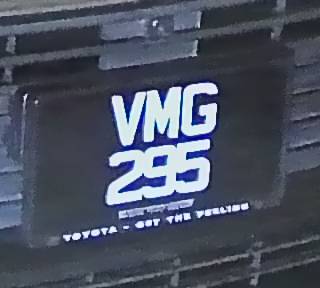 VMG
295
TOYOTA - GET THE FEELING